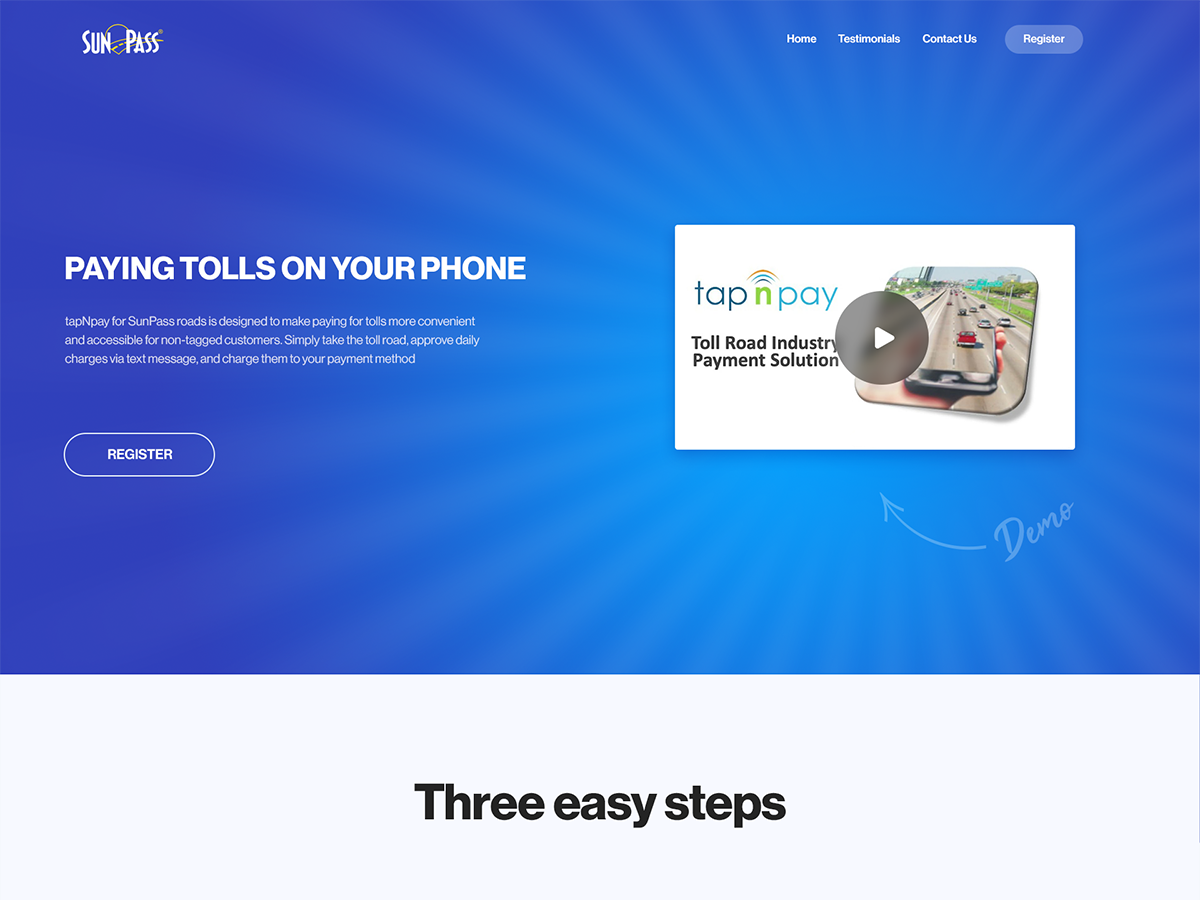 SUNPASS®
Home
Testimonials
Contact Us
Register
PAYING TOLLS ON YOUR PHONE
tapNpay for SunPass roads is designed to make paying for tolls more convenient
and accessible for non-tagged customers. Simply take the toll road, approve daily
charges via text message, and charge them to your payment method
REGISTER
tap n pay
Toll Road Industry
Payment Solution
Demo
Three easy steps